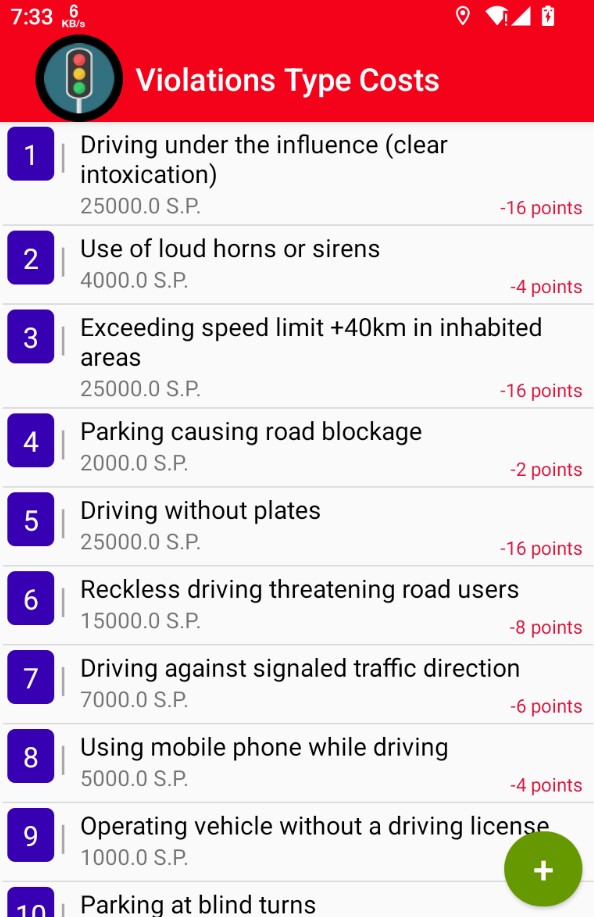 7:33 6 KB/s
Violations Type Costs
1
Driving under the influence (clear
intoxication)
25000.0 S.P.
-16 points
2
Use of loud horns or sirens
4000.0 S.P.
-4 points
3
Exceeding speed limit +40km in inhabited
areas
25000.0 S.P.
-16 points
4
Parking causing road blockage
2000.0 S.P.
-2 points
5
Driving without plates
25000.0 S.P.
-16 points
6
Reckless driving threatening road users
15000.0 S.P.
-8 points
7
Driving against signaled traffic direction
7000.0 S.P.
-6 points
8
Using mobile phone while driving
5000.0 S.P.
-4 points
9
Operating vehicle without a driving license
1000.0 S.P.
+
10
Parking at blind turns